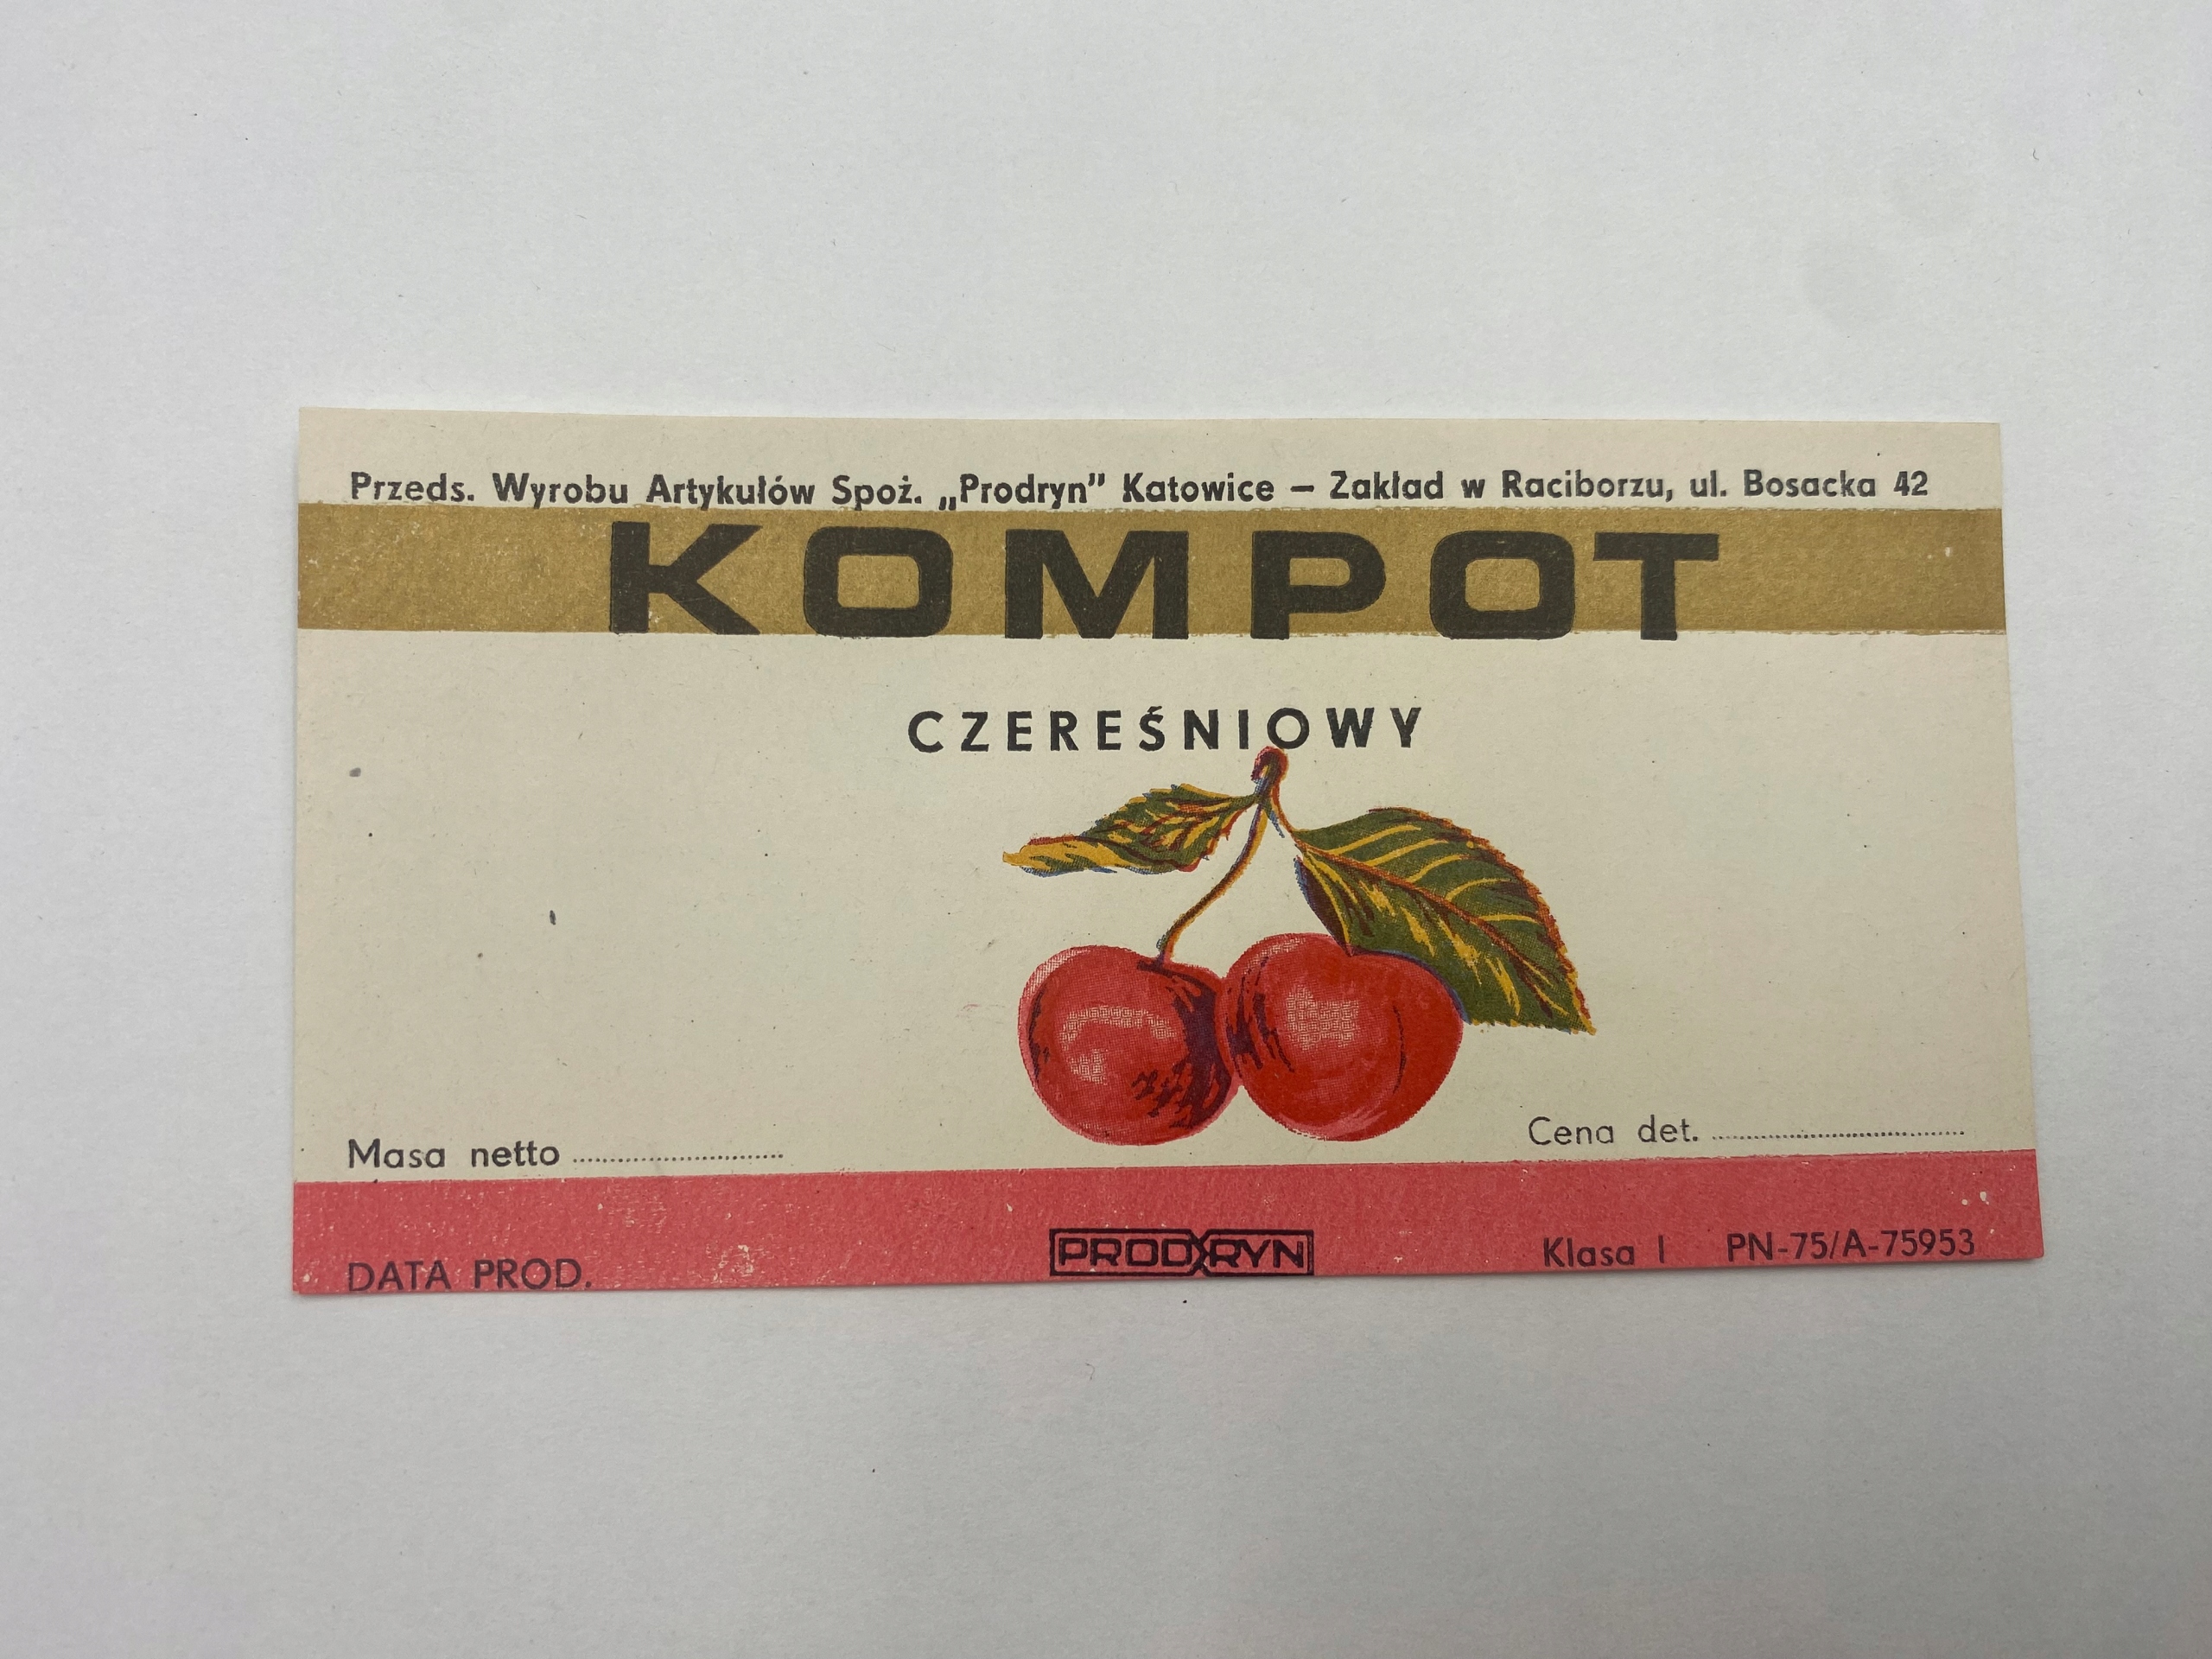 Przeds. Wyrobu Artykułów Spoż. „Prodryn” Katowice – Zakład w Raciborzu, ul. Bosacka 42
KOMPOT
CZEREŚNIOWY
Masa netto ............................ Cena det. ..................................
DATA PROD. PRODRYN Klasa I PN-75/A-75953